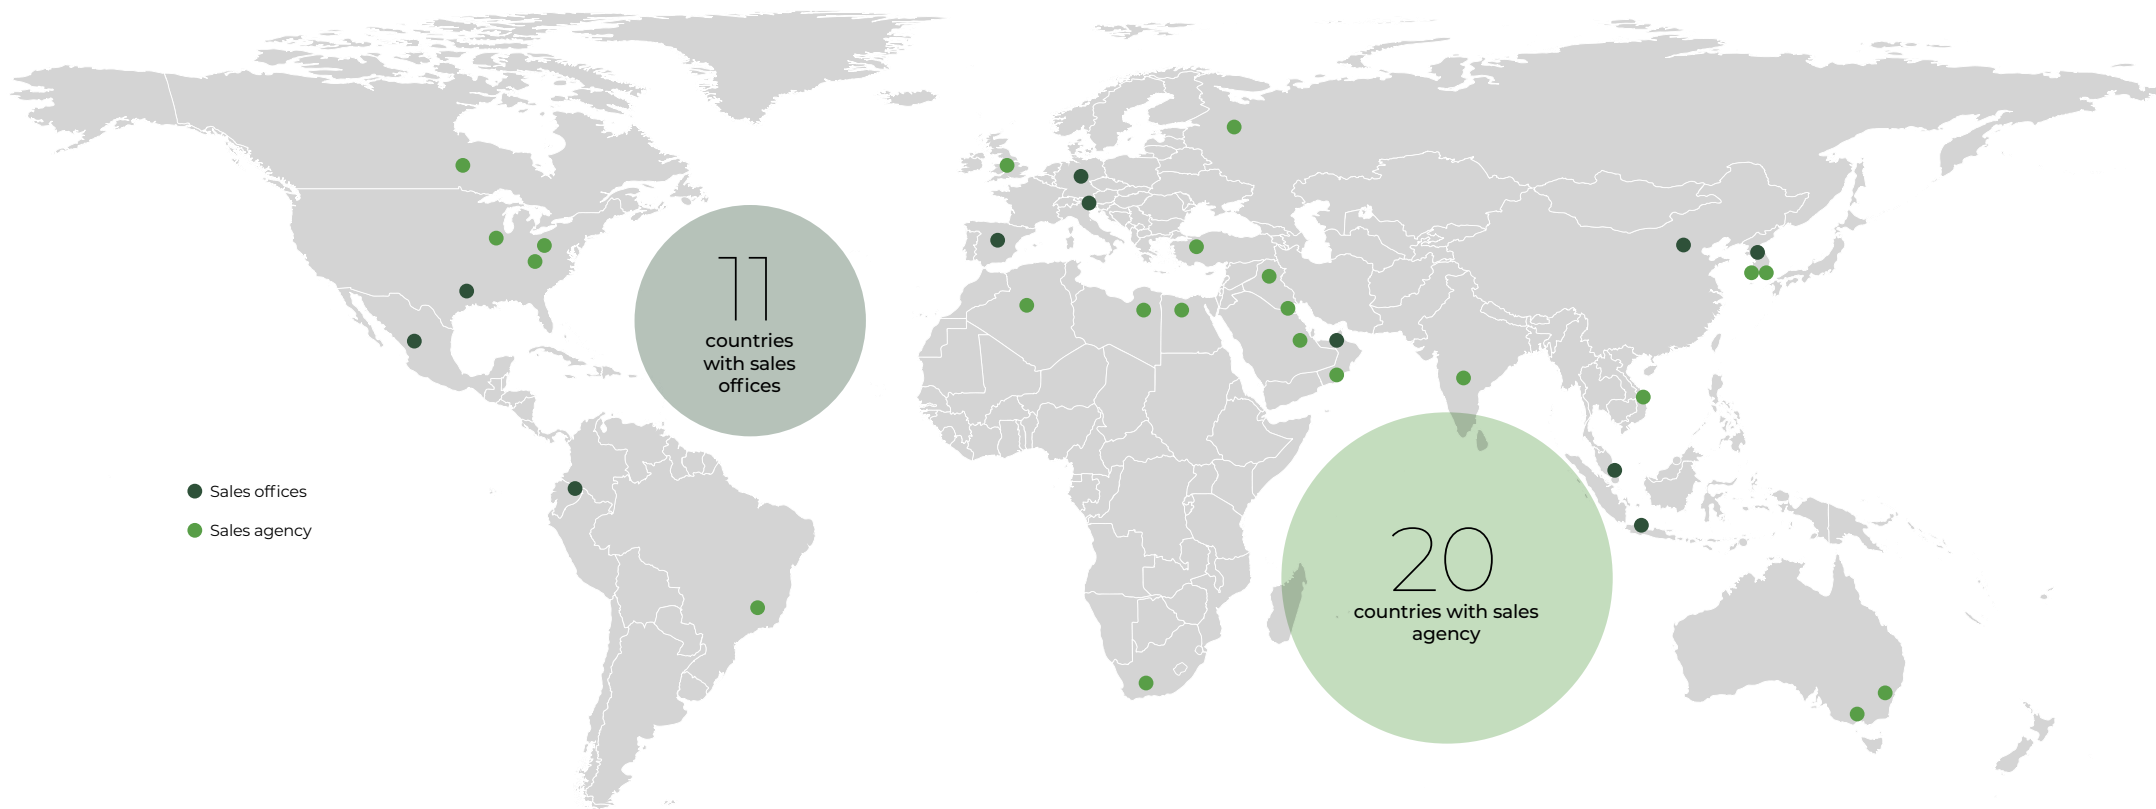 11
countries
with sales
offices
Sales offices
Sales agency
20
countries with sales
agency